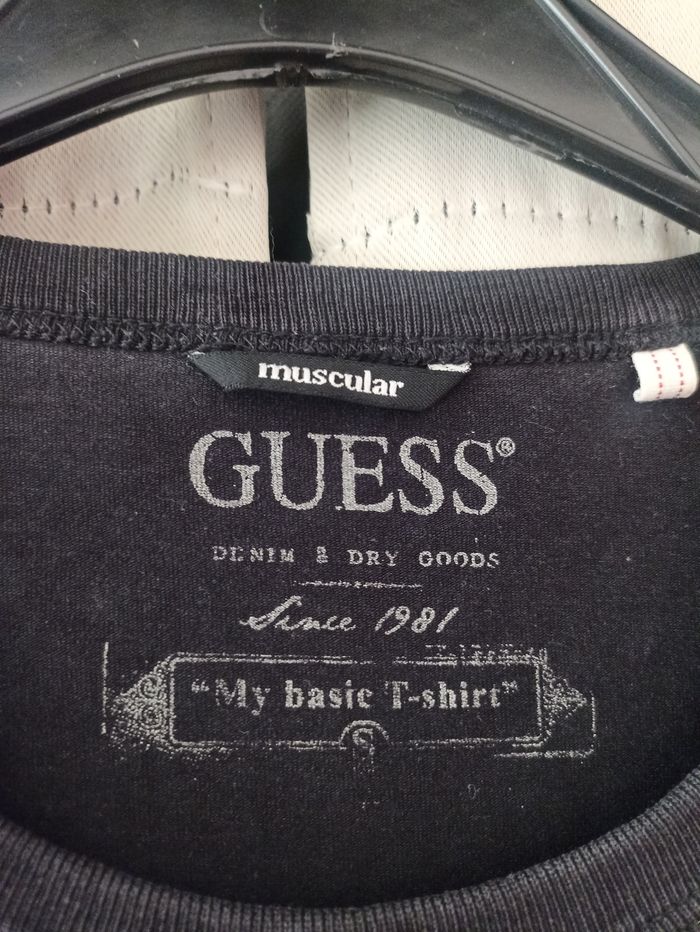 muscular
GUESS®
DENIM & DRY GOODS
Since 1981
"My basic T-shirt"
S